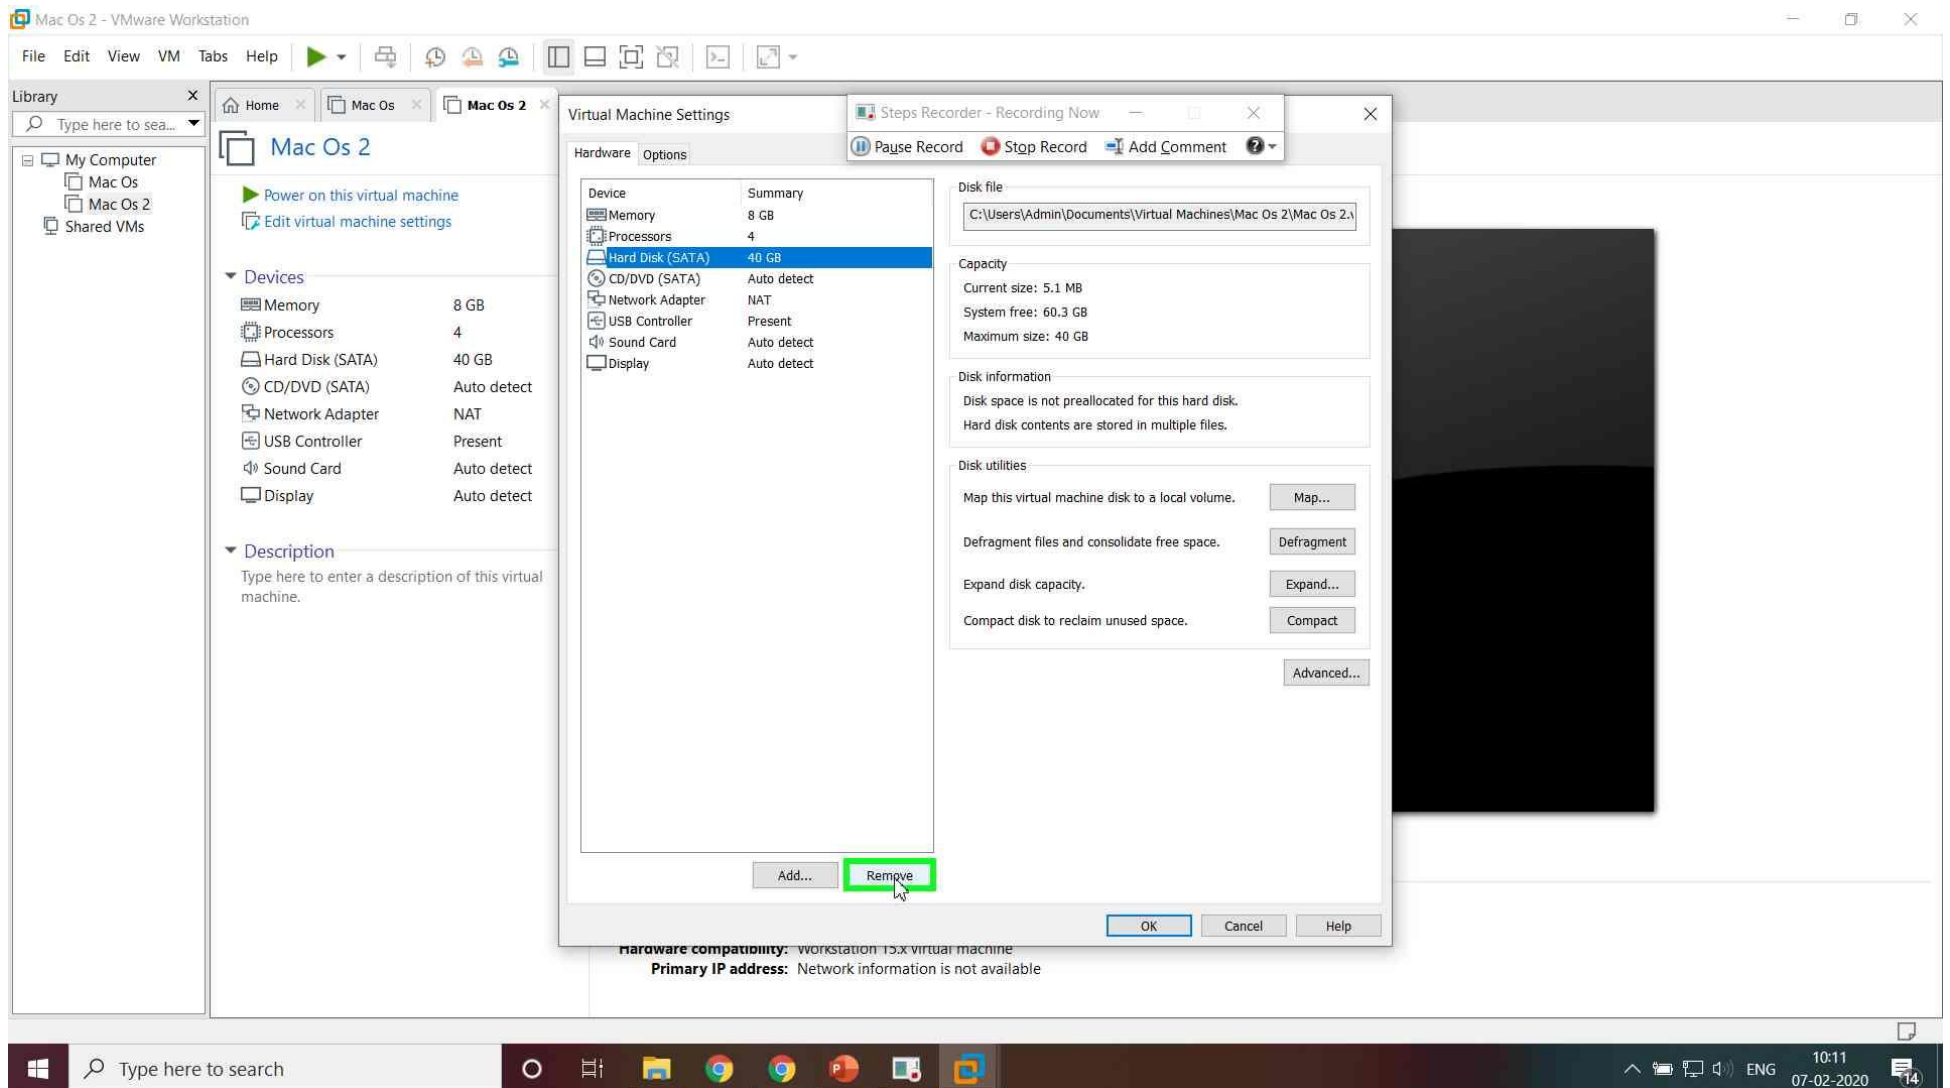 Mac Os 2 - VMware Workstation
File Edit View VM Tabs Help
Library X
Type here to sea...
My Computer
Mac Os
Mac Os 2
Shared VMs
Home Mac Os Mac Os 2
Mac Os 2
Power on this virtual machine
Edit virtual machine settings
Devices
Memory 8 GB
Processors 4
Hard Disk (SATA) 40 GB
CD/DVD (SATA) Auto detect
Network Adapter NAT
USB Controller Present
Sound Card Auto detect
Display Auto detect
Description
Type here to enter a description of this virtual
machine.
Virtual Machine Settings
Steps Recorder - Recording Now
Pause Record Stop Record Add Comment
Hardware Options
Device Summary
Memory 8 GB
Processors 4
Hard Disk (SATA) 40 GB
CD/DVD (SATA) Auto detect
Network Adapter NAT
USB Controller Present
Sound Card Auto detect
Display Auto detect
Add... Remove
Disk file
C:\Users\Admin\Documents\Virtual Machines\Mac Os 2\Mac Os 2.v
Capacity
Current size: 5.1 MB
System free: 60.3 GB
Maximum size: 40 GB
Disk information
Disk space is not preallocated for this hard disk.
Hard disk contents are stored in multiple files.
Disk utilities
Map this virtual machine disk to a local volume. Map...
Defragment files and consolidate free space. Defragment
Expand disk capacity. Expand...
Compact disk to reclaim unused space. Compact
Advanced...
OK Cancel Help
Hardware compatibility: Workstation 15.x virtual machine
Primary IP address: Network information is not available
Type here to search
ENG
10:11
07-02-2020
14